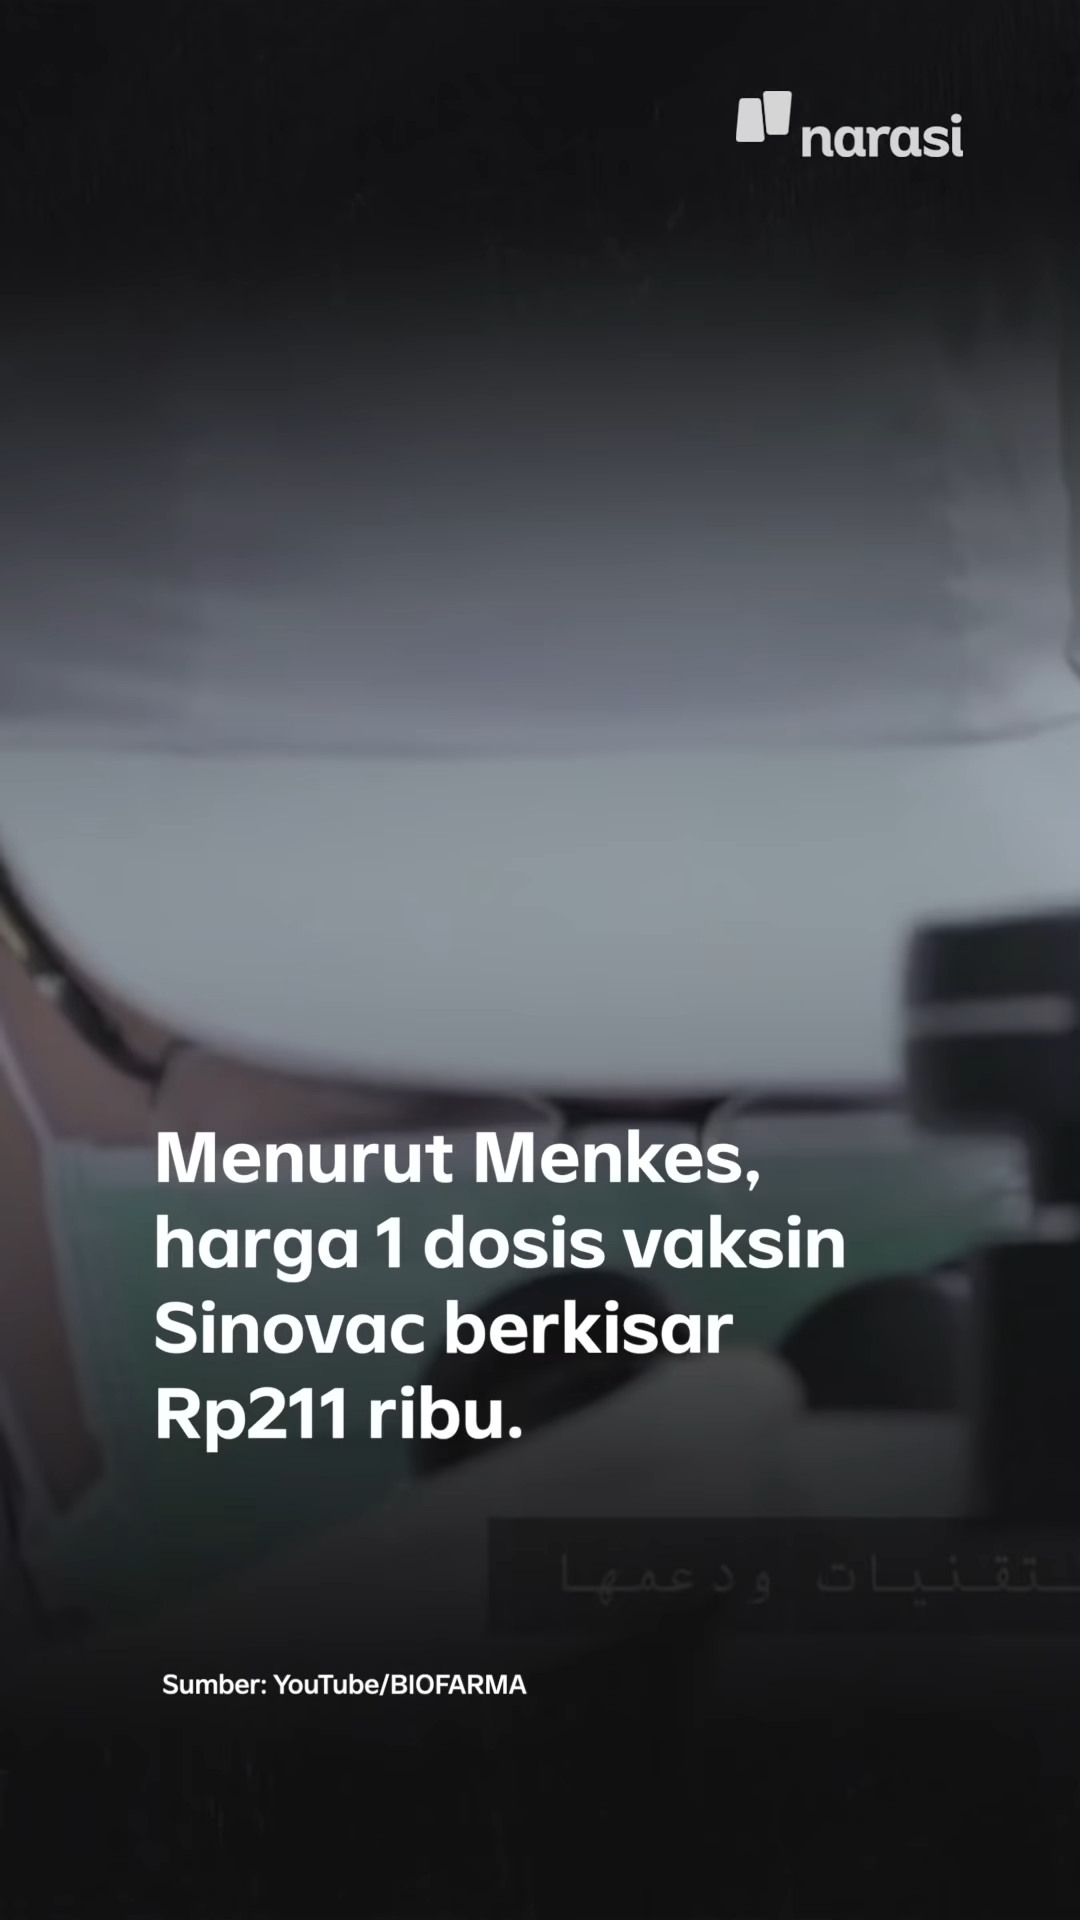 narasi
Menurut Menkes,
harga 1 dosis vaksin
Sinovac berkisar
Rp211 ribu.
تقنيات ودعمها
Sumber: YouTube/BIOFARMA